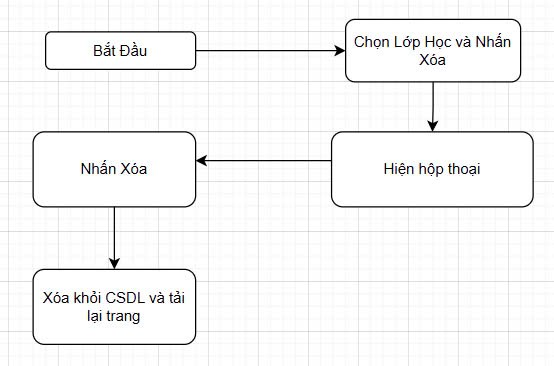 Bắt Đầu
Chọn Lớp Học và Nhấn
Xóa
Hiện hộp thoại
Nhấn Xóa
Xóa khỏi CSDL và tải
lại trang